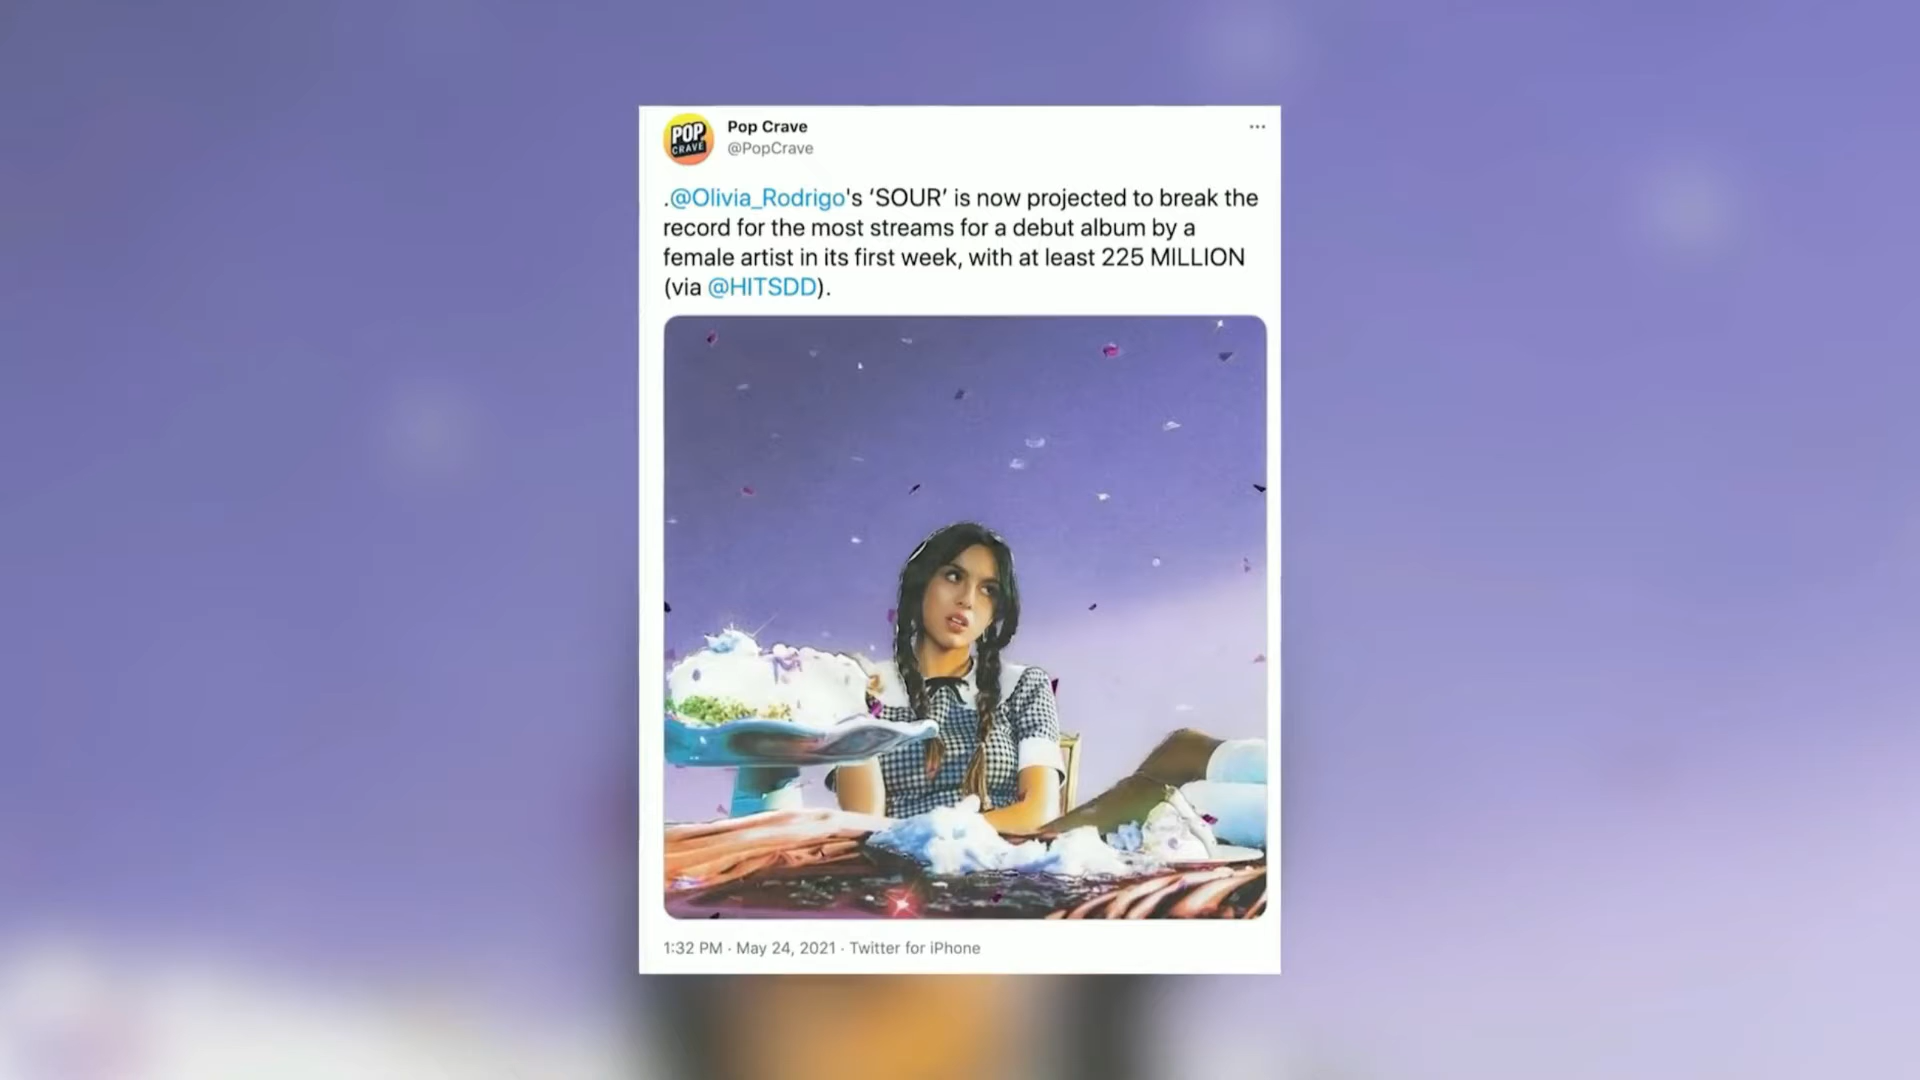 POP
CRAVE
Pop Crave
@PopCrave
.@Olivia_Rodrigo's ‘SOUR’ is now projected to break the
record for the most streams for a debut album by a
female artist in its first week, with at least 225 MILLION
(via @HITSDD).
1:32 PM · May 24, 2021 · Twitter for iPhone